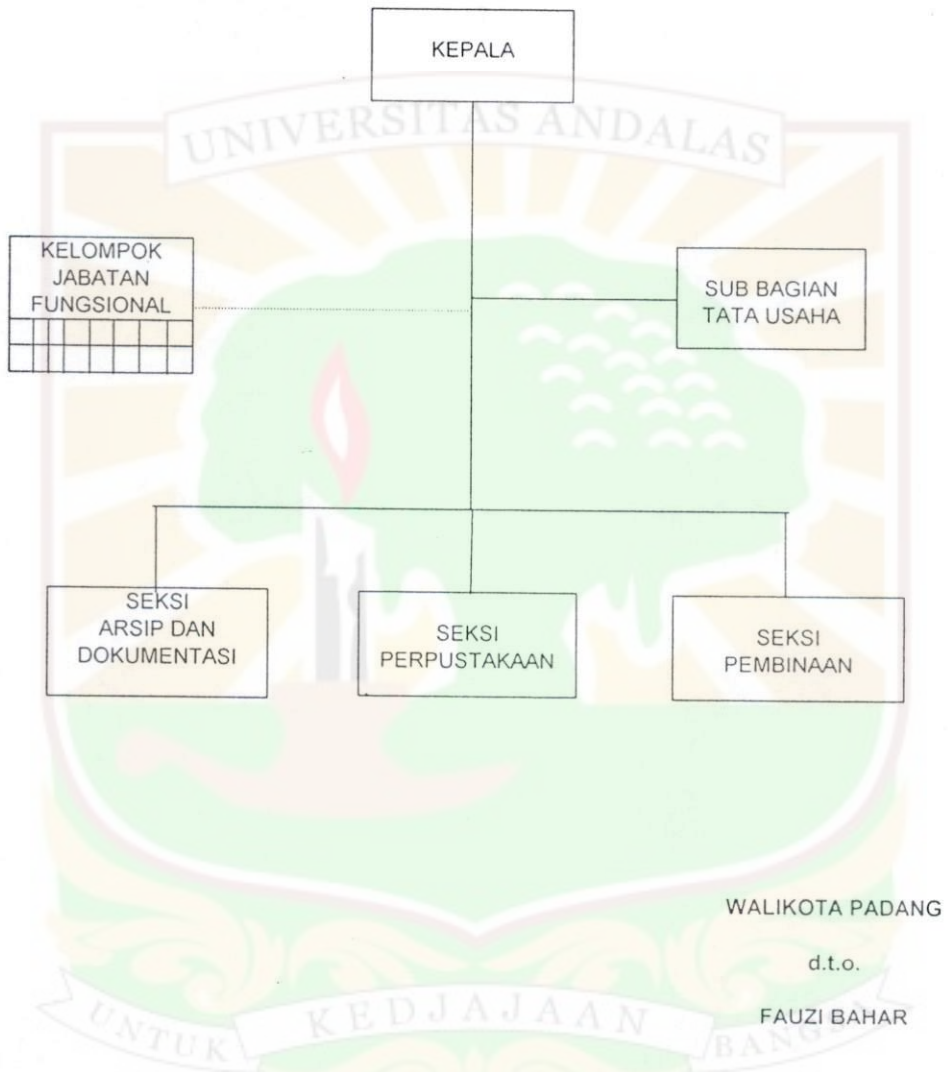 KEPALA
UNIVERSITAS ANDALAS
KELOMPOK
JABATAN
FUNGSIONAL
SUB BAGIAN
TATA USAHA
SEKSI
ARSIP DAN
DOKUMENTASI
SEKSI
PERPUSTAKAAN
SEKSI
PEMBINAAN
WALIKOTA PADANG
d.t.o.
FAUZI BAHAR
UNTUK KEDJAJAAN BANGSA